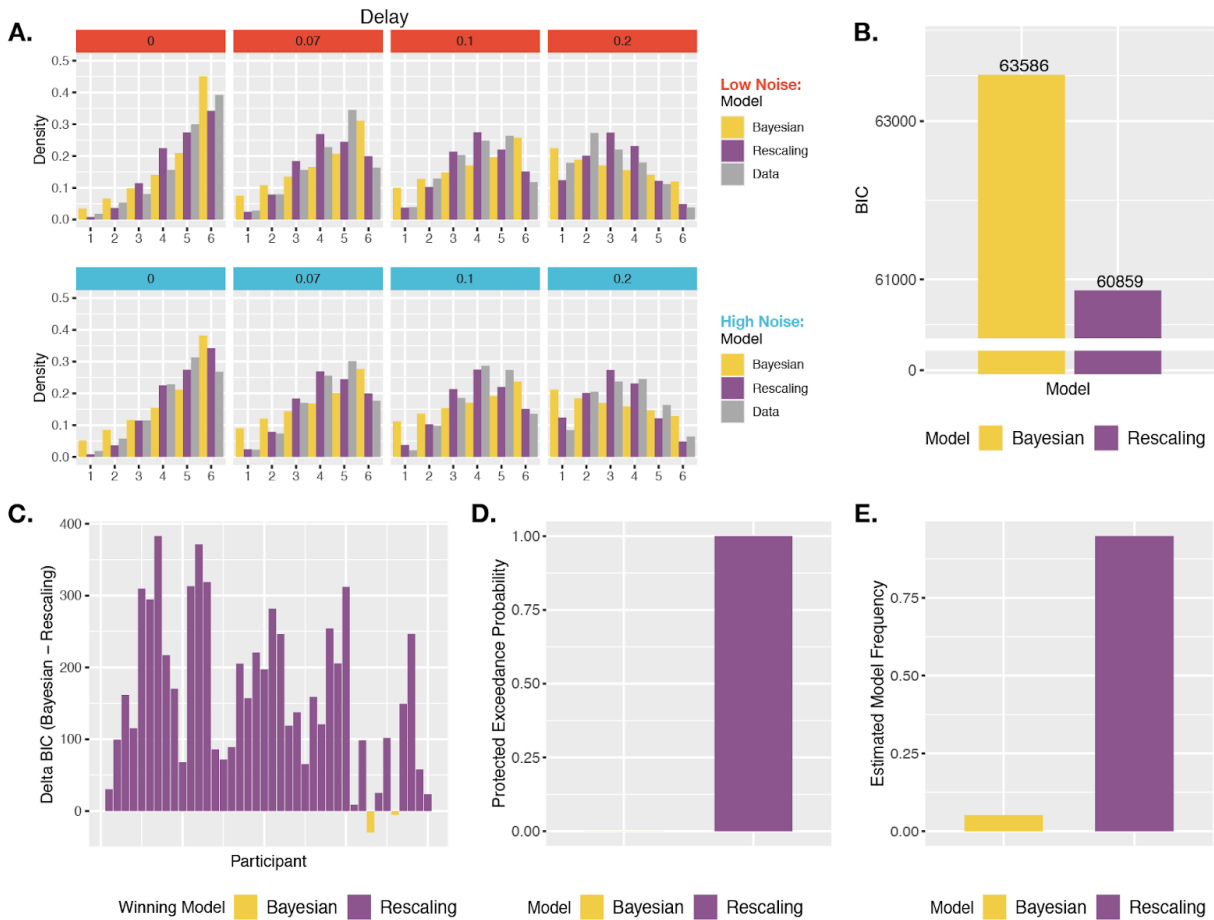 A.
Delay
0 0.07 0.1 0.2
Density
0.5
0.4
0.3
0.2
0.1
0.0
1 2 3 4 5 6 1 2 3 4 5 6 1 2 3 4 5 6 1 2 3 4 5 6
Low Noise:
Model
Bayesian
Rescaling
Data
0 0.07 0.1 0.2
Density
0.5
0.4
0.3
0.2
0.1
0.0
1 2 3 4 5 6 1 2 3 4 5 6 1 2 3 4 5 6 1 2 3 4 5 6
High Noise:
Model
Bayesian
Rescaling
Data
B.
63586
60859
BIC
63000
61000
0
Model
Model Bayesian Rescaling
C.
Delta BIC (Bayesian – Rescaling)
400
300
200
100
0
Participant
Winning Model Bayesian Rescaling
D.
Protected Exceedance Probability
1.00
0.75
0.50
0.25
0.00
Model Bayesian Rescaling
E.
Estimated Model Frequency
0.75
0.50
0.25
0.00
Model Bayesian Rescaling